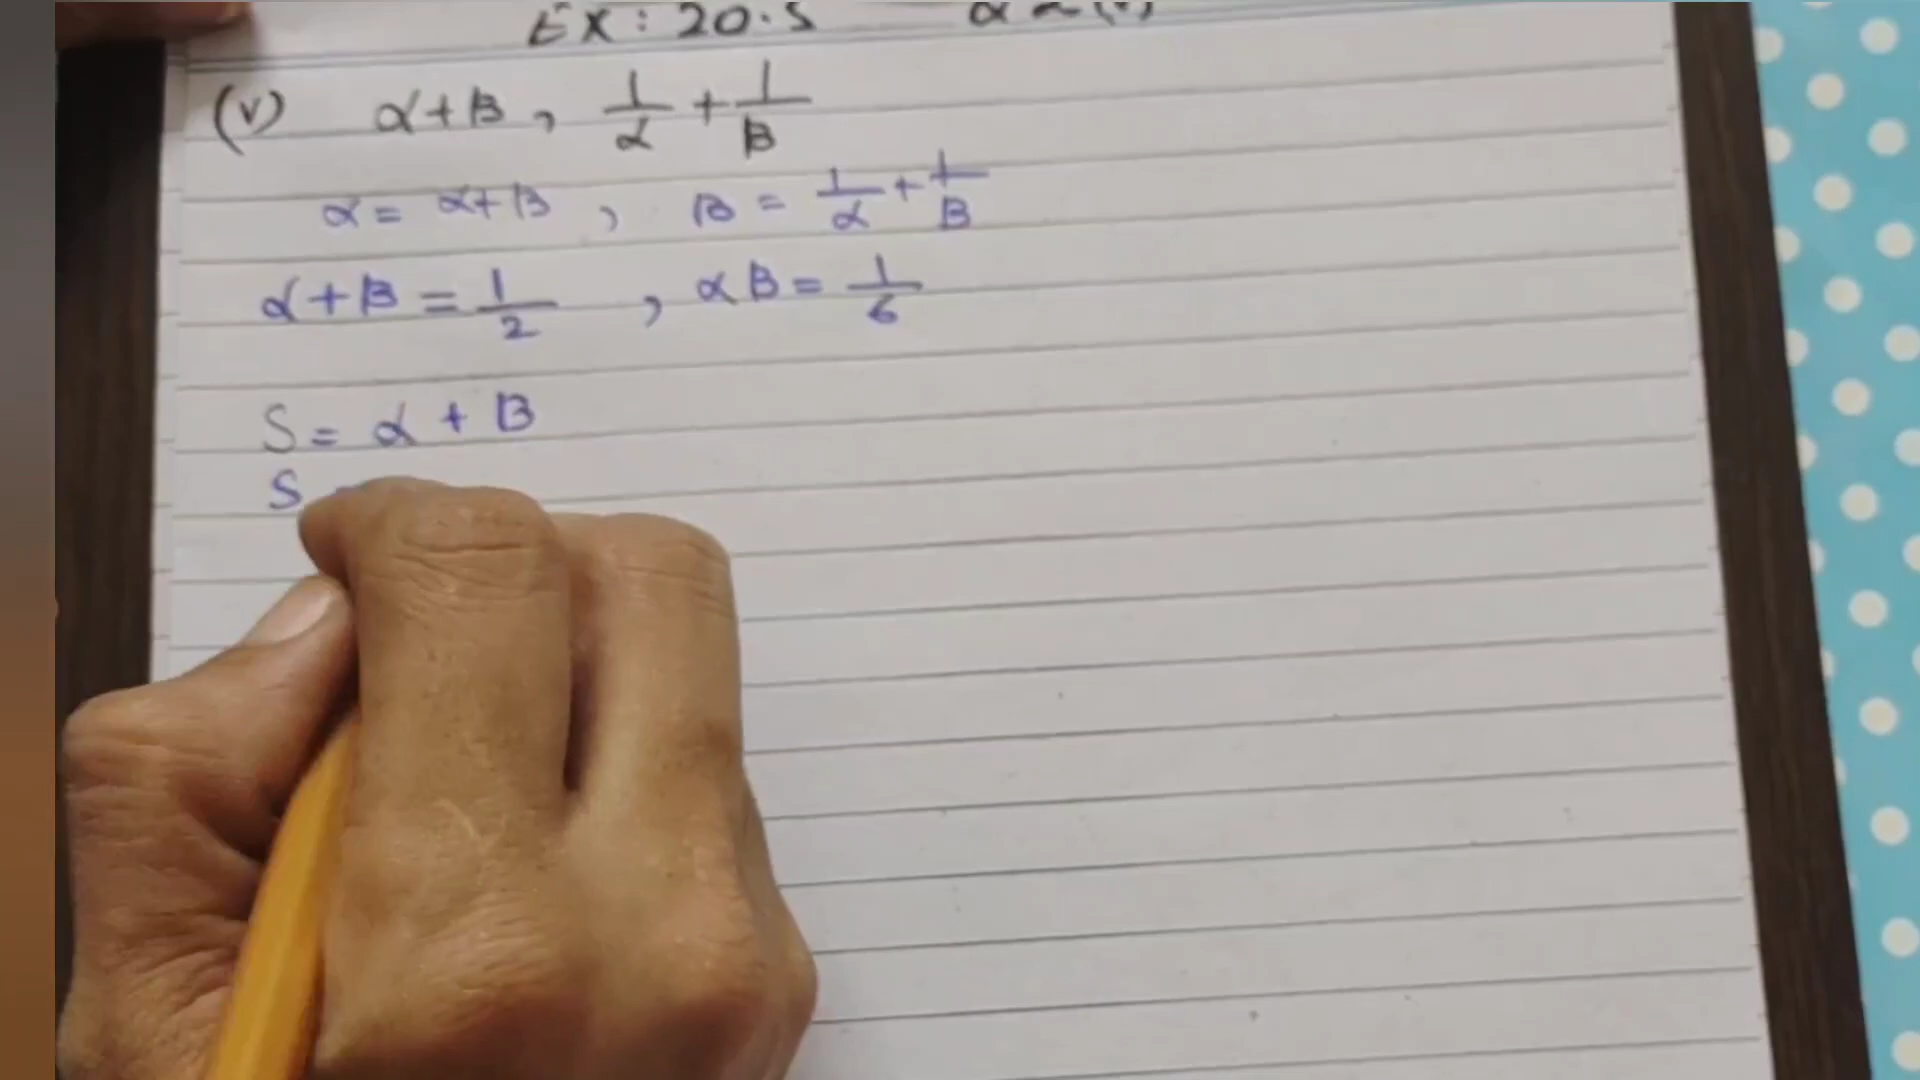 Ex: 20.5
(v) α+β, 1/α + 1/β
α = α+β, β = 1/α + 1/β
α+β = 1/2, αβ = 1/6
S = α + β
S